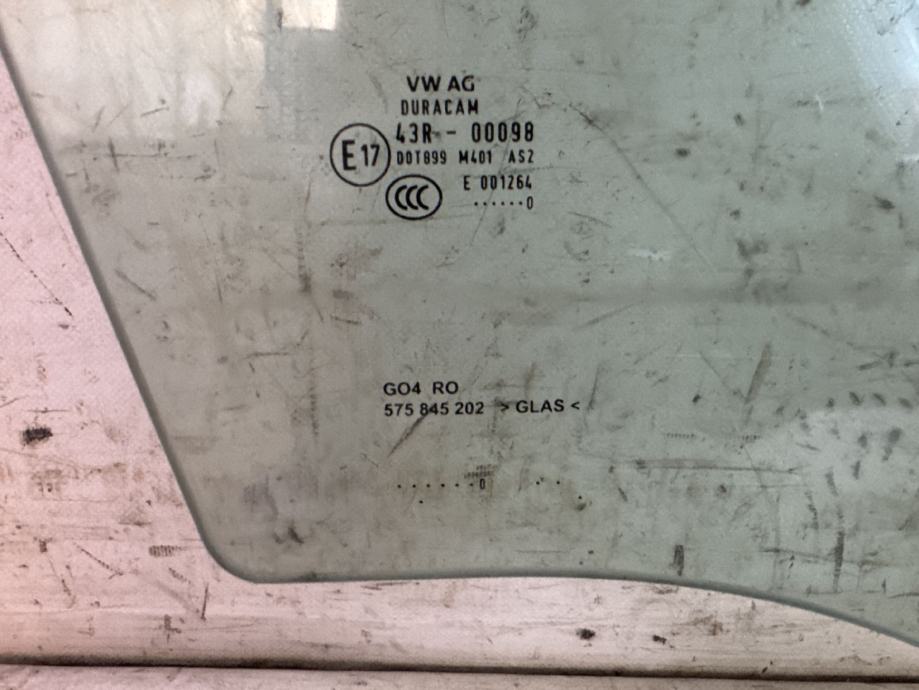 VW AG
DURACAM
43R - 00098
E17
DOT899 M401 AS2
E 001264
CCC
······0
GO4 RO
575 845 202 >GLAS<
······0